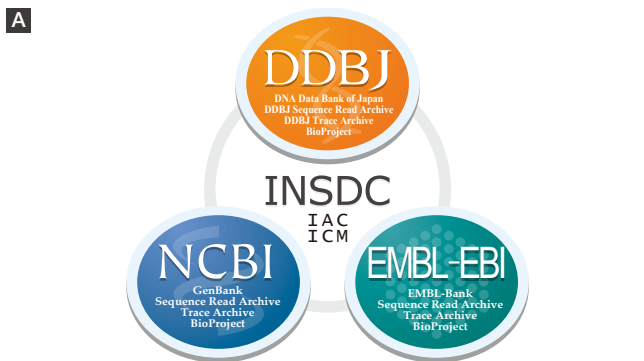 A
DDBJ
DNA Data Bank of Japan
DDBJ Sequence Read Archive
DDBJ Trace Archive
BioProject
INSDC
IAC
ICM
NCBI
GenBank
Sequence Read Archive
Trace Archive
BioProject
EMBL-EBI
EMBL-Bank
Sequence Read Archive
Trace Archive
BioProject